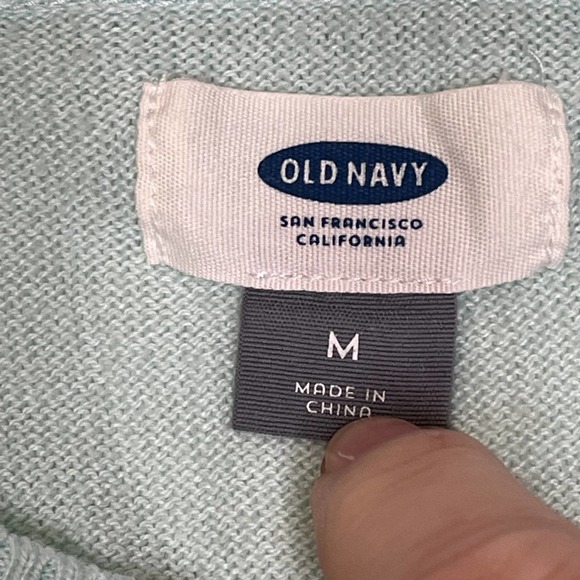 OLD NAVY
SAN FRANCISCO
CALIFORNIA
M
MADE IN
CHINA